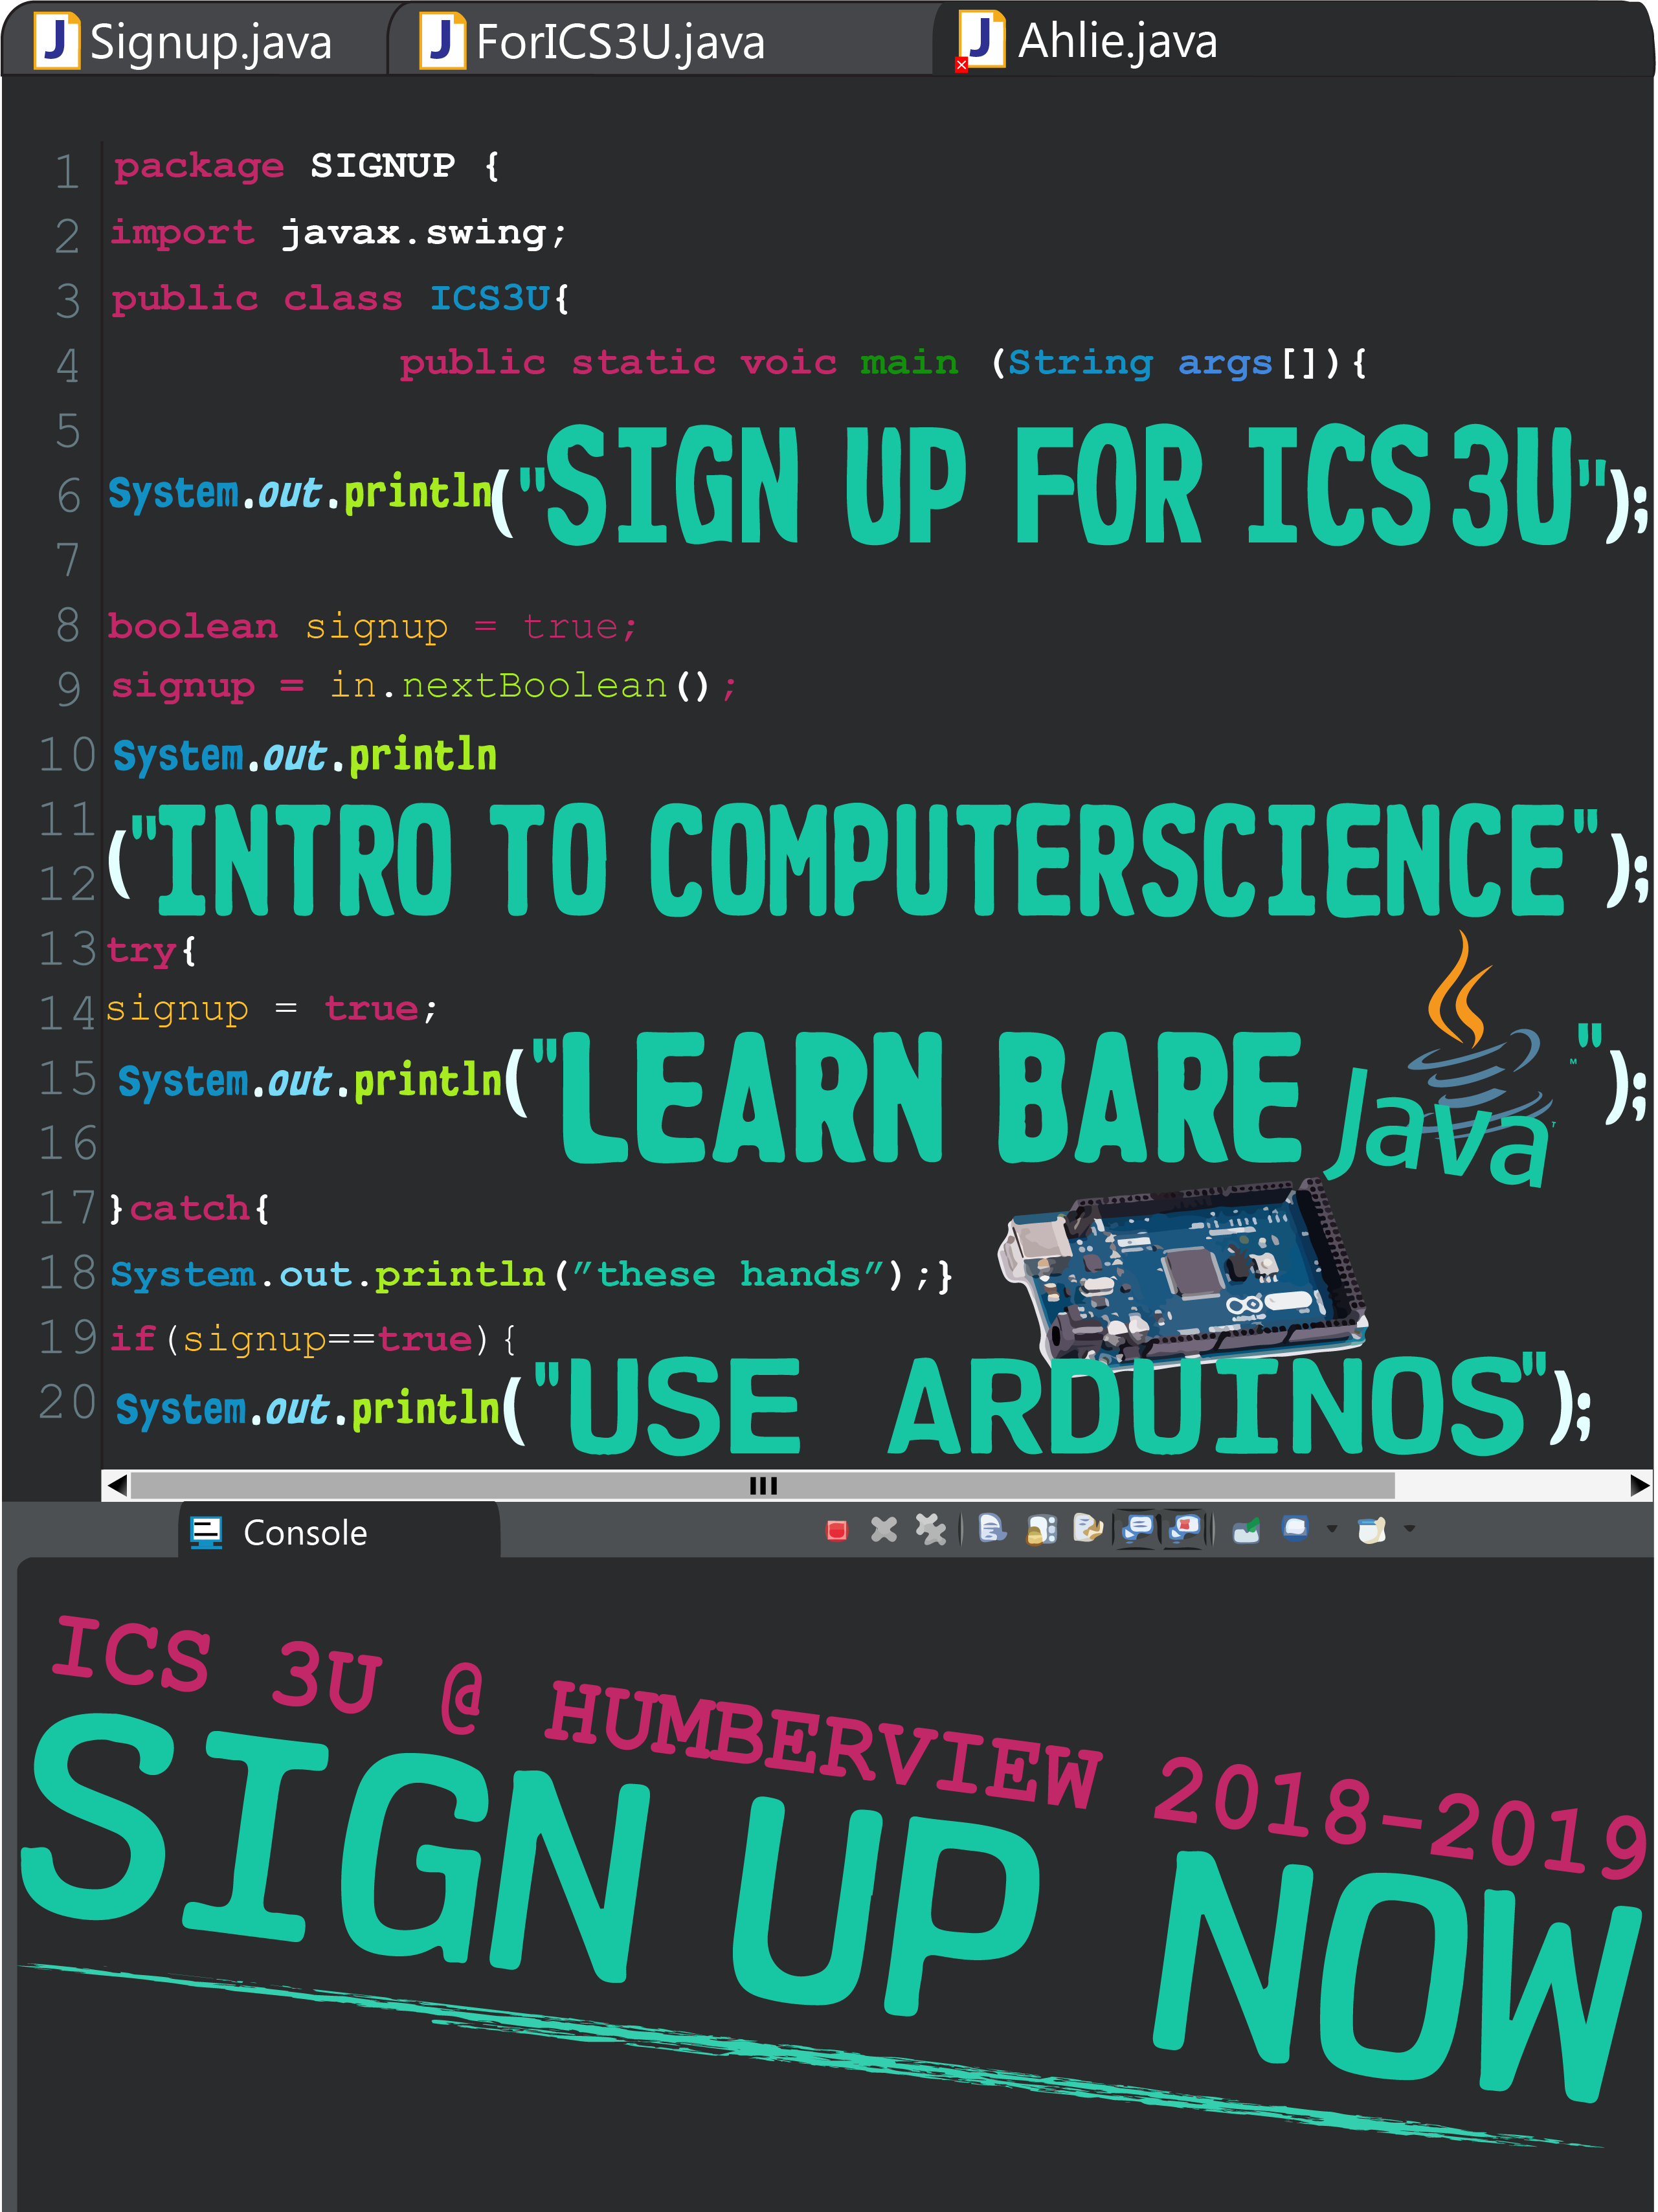 Signup.java ForICS3U.java Ahlie.java
1 package SIGNUP {
2 import javax.swing;
3 public class ICS3U{
4 public static voic main (String args[]){
5
6 System.out.println("SIGN UP FOR ICS3U");
7
8 boolean signup = true;
9 signup = in.nextBoolean();
10 System.out.println
11
12 ("INTRO TO COMPUTERSCIENCE");
13 try{
14 signup = true;
15 System.out.println("LEARN BARE Java");
16
17 }catch{
18 System.out.println("these hands");}
19 if(signup==true){
20 System.out.println("USE ARDUINOS");
Console
ICS 3U @ HUMBERVIEW 2018-2019
SIGN UP NOW